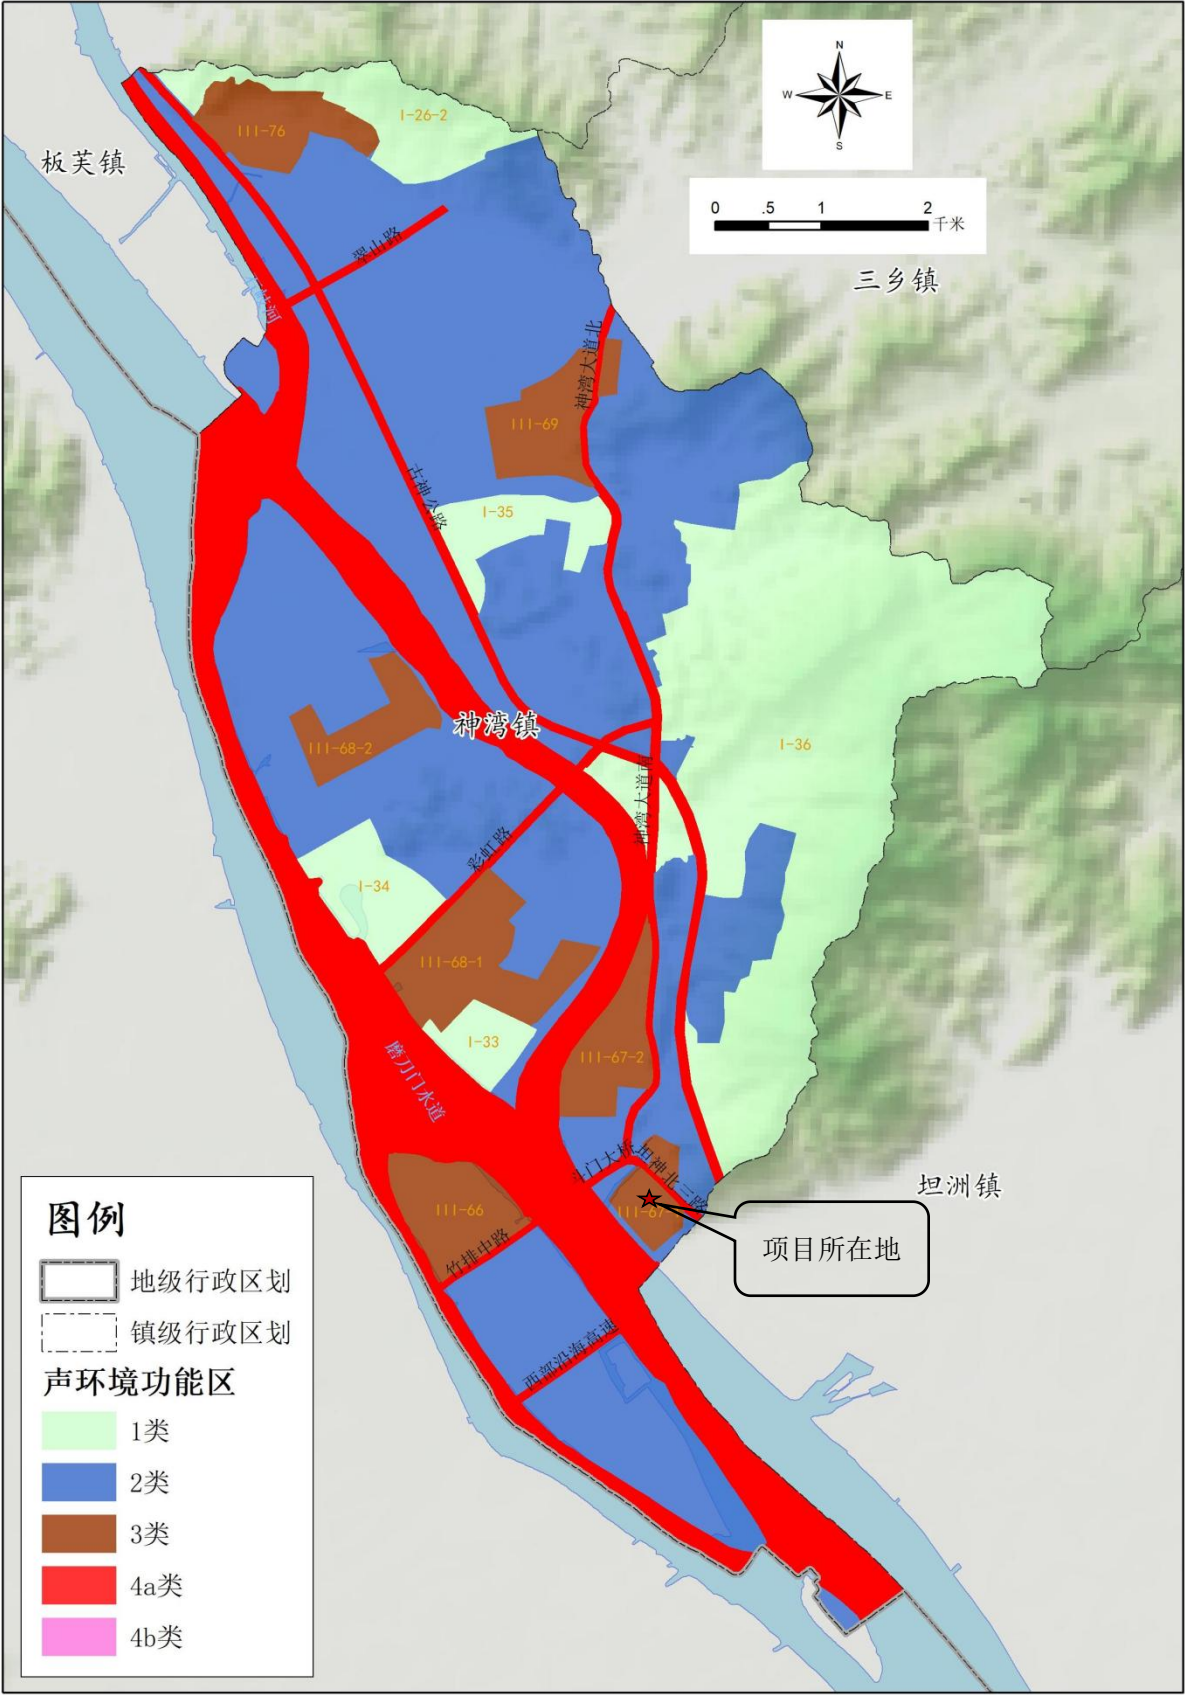 N
W
E
S
0
.5
1
2
千米
板芙镇
三乡镇
神湾镇
坦洲镇
III-76
I-26-2
翠山路
神湾大道北
III-69
古神公路
I-35
III-68-2
I-36
神湾大道南
彩虹路
I-34
III-68-1
I-33
III-67-2
磨刀门水道
斗门大桥
坦神北三路
III-66
III-67-
竹排中路
西部沿海高速
项目所在地
图例
地级行政区划
镇级行政区划
声环境功能区
1类
2类
3类
4a类
4b类